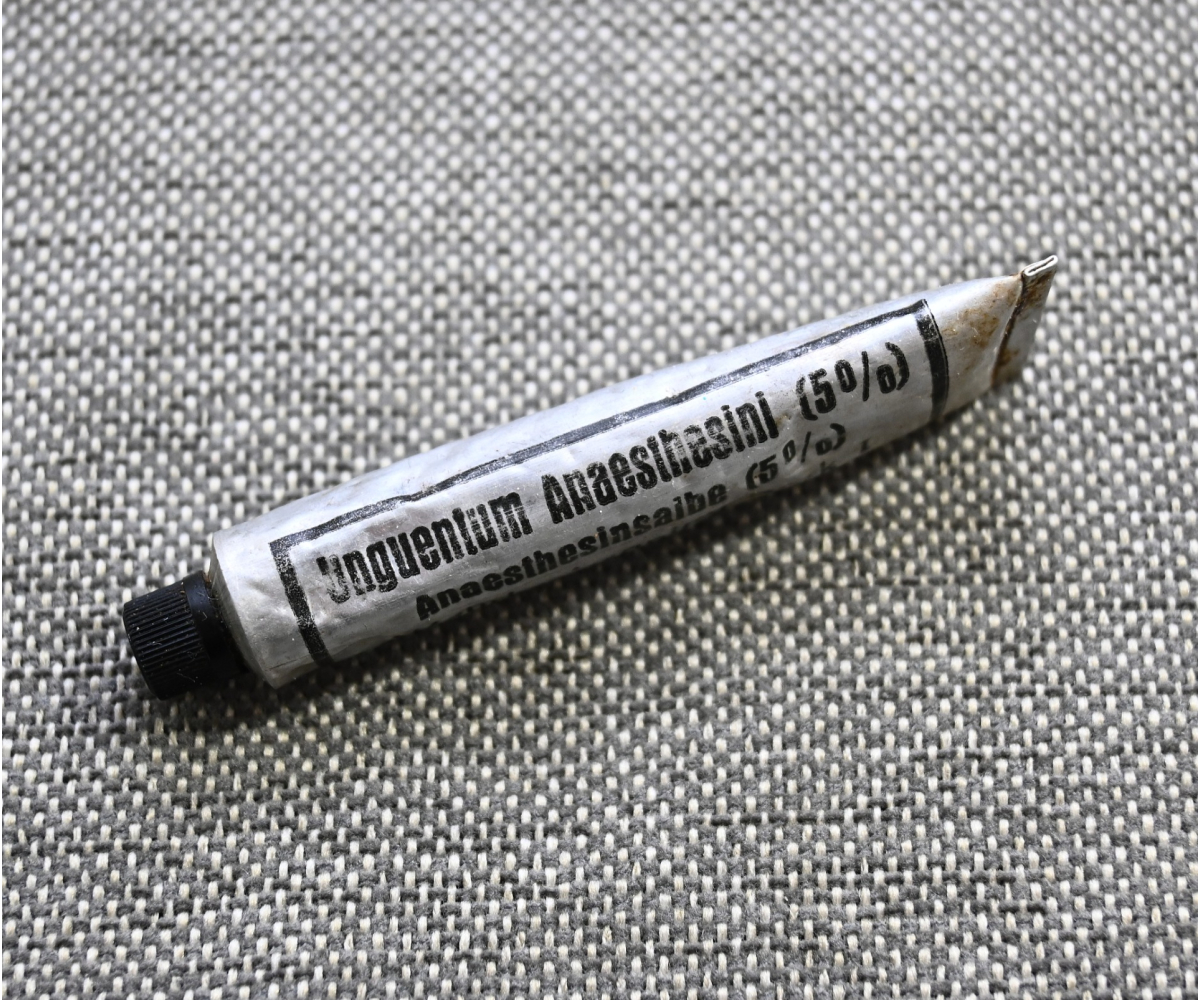 Unguentum Anaesthesini (5%)
Anaesthesinsalbe (5%)